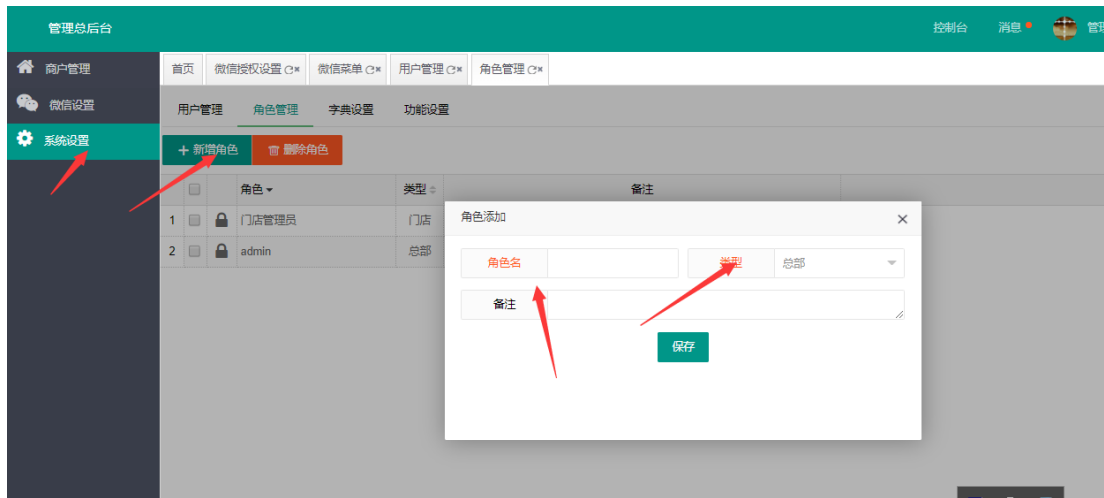 管理总后台 控制台 消息
商户管理 首页 微信授权设置 微信菜单 用户管理 角色管理
微信设置 用户管理 角色管理 字典设置 功能设置
系统设置 + 新增角色 删除角色
角色 类型 备注
1 门店管理员 门店
2 admin 总部
角色添加
角色名 类型 总部
备注
保存